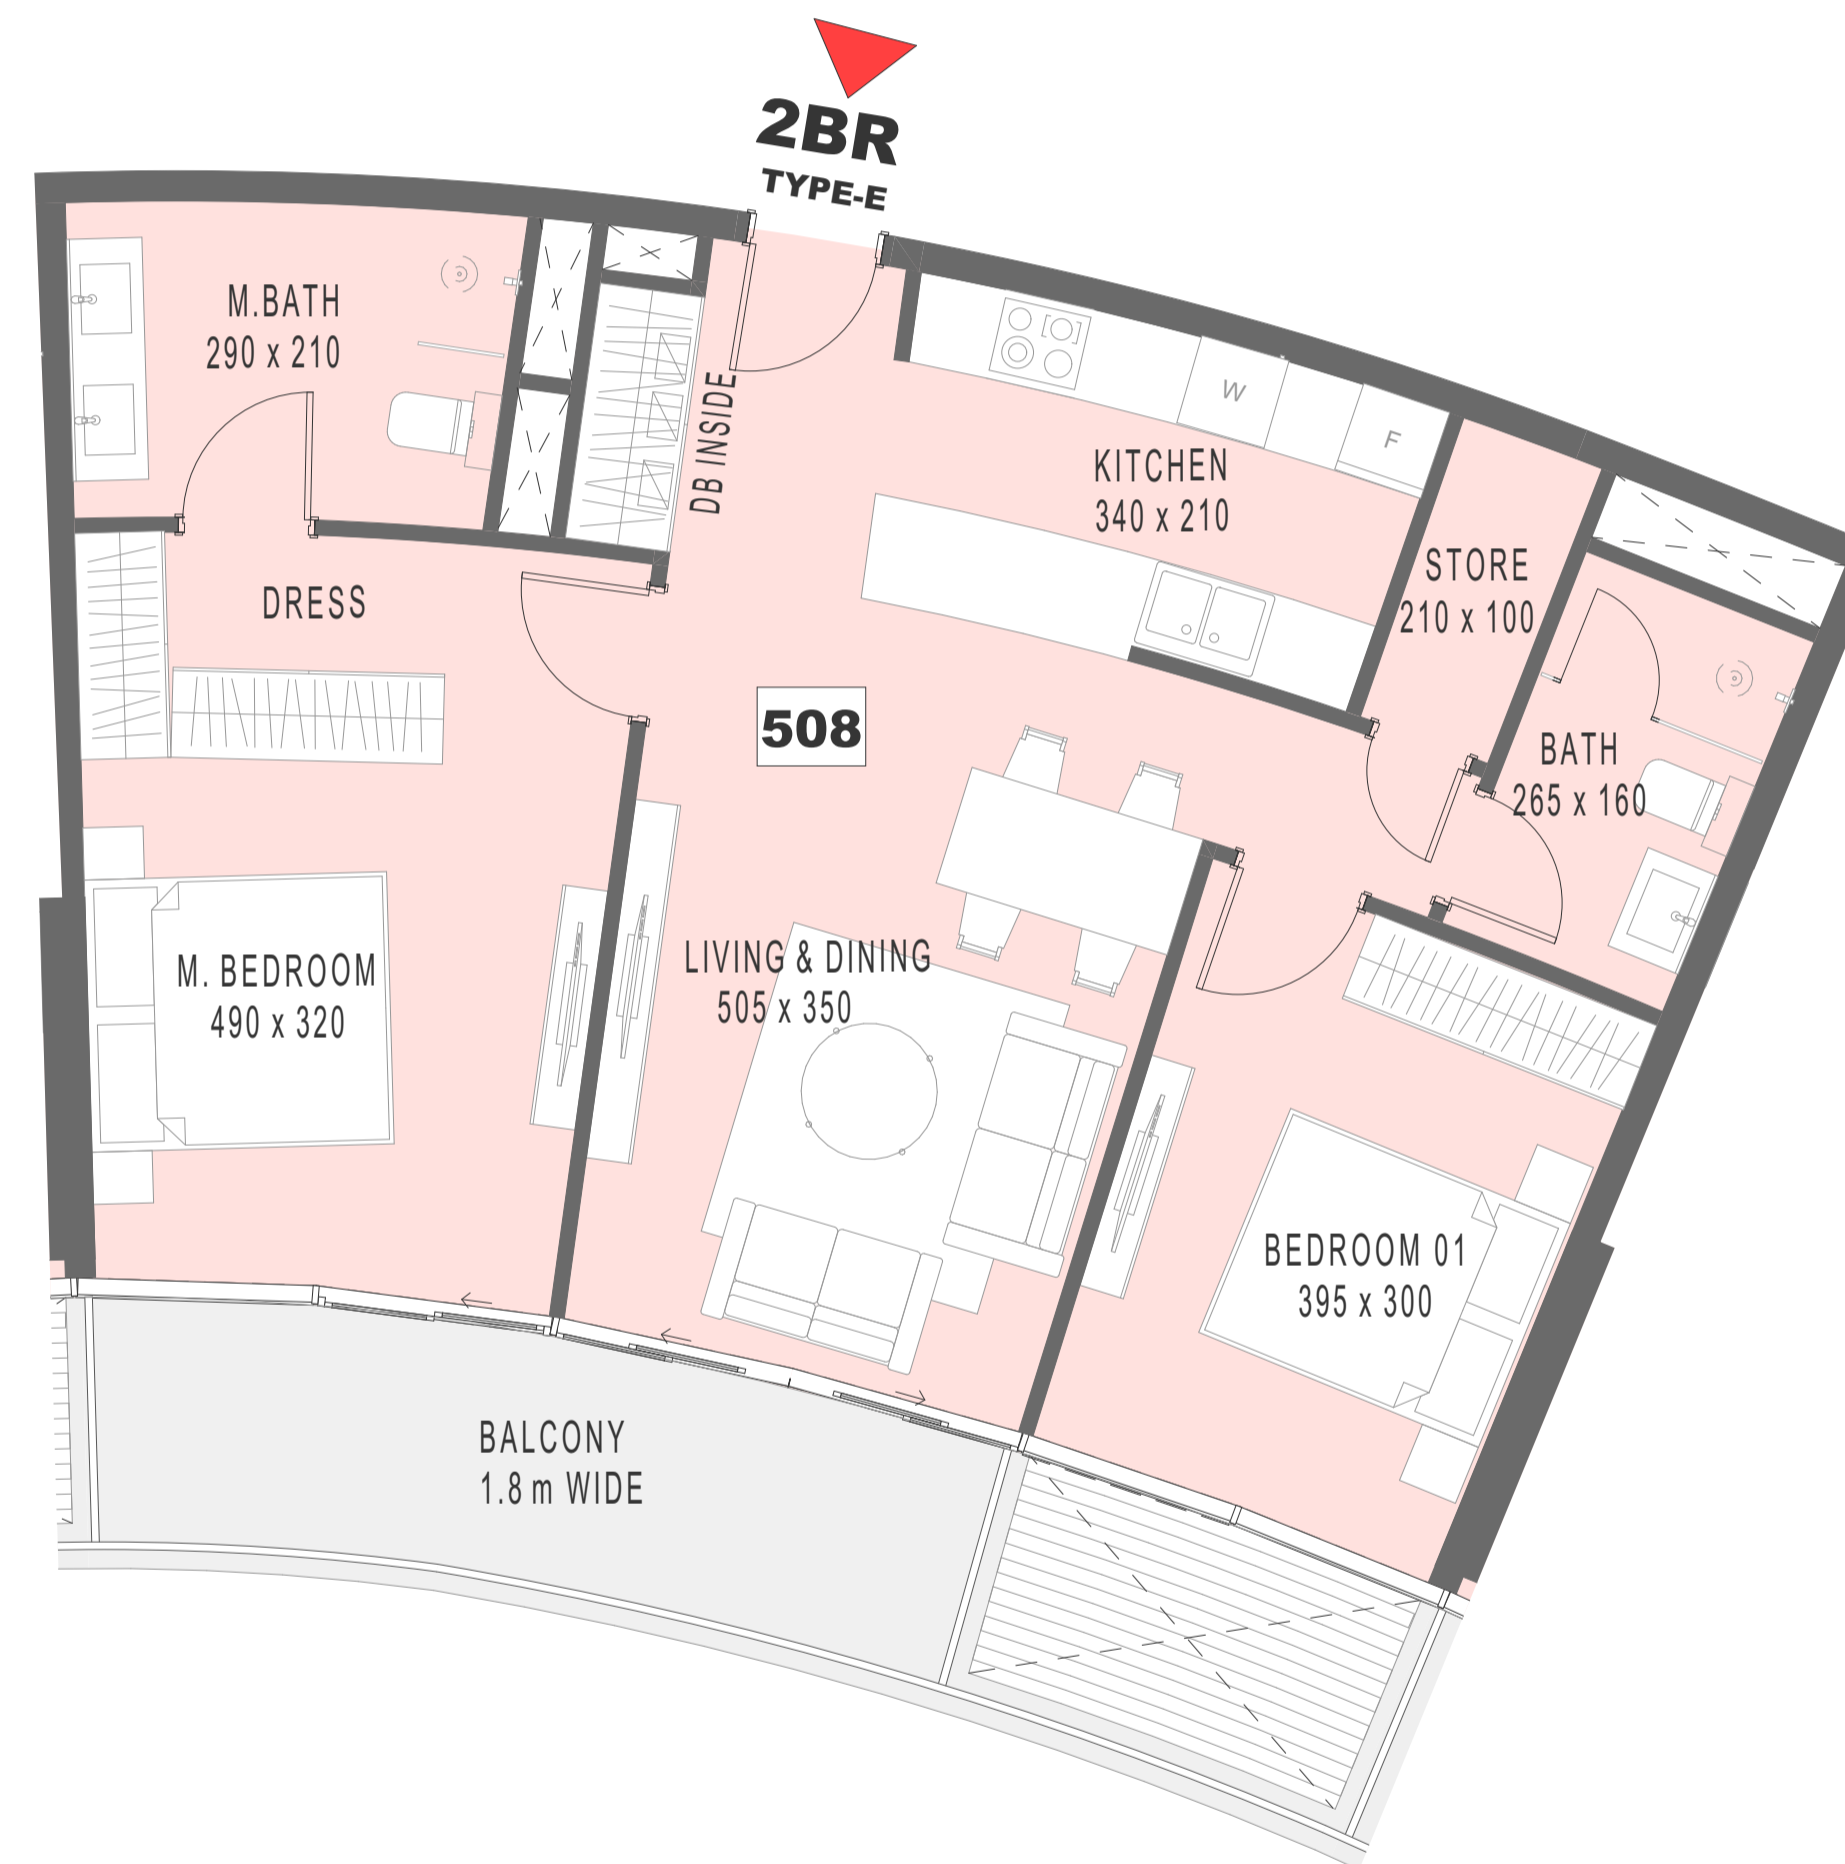 2BR
TYPE-E
M.BATH
290 x 210
DB INSIDE
KITCHEN
340 x 210
W
F
STORE
210 x 100
DRESS
508
BATH
265 x 160
M. BEDROOM
490 x 320
LIVING & DINING
505 x 350
BEDROOM 01
395 x 300
BALCONY
1.8 m WIDE